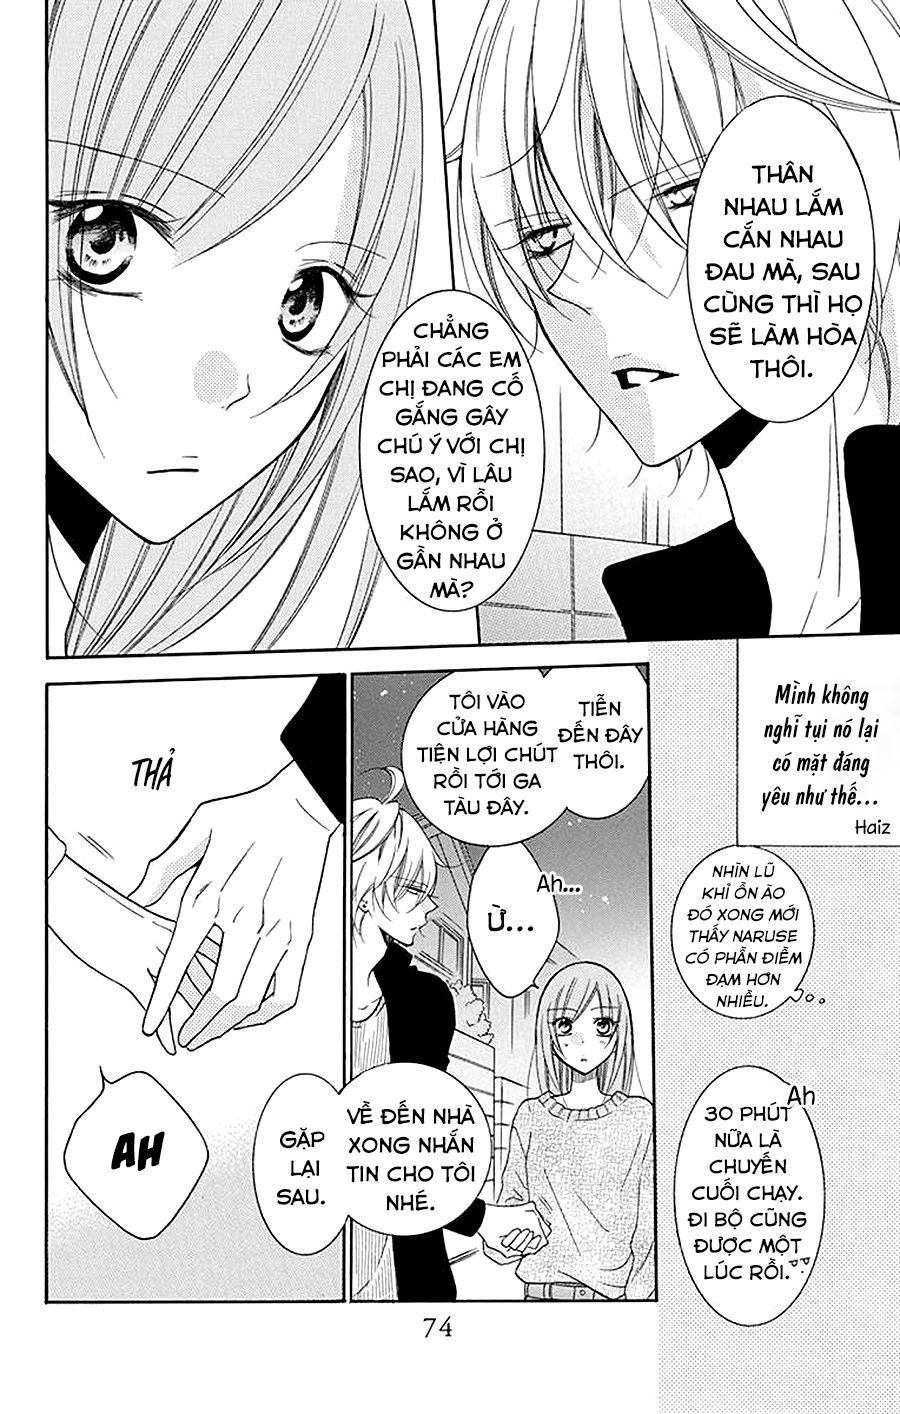 THÂN
NHAU LẮM
CẮN NHAU
ĐAU MÀ, SAU
CÙNG THÌ HỌ
SẼ LÀM HÒA
THÔI.
CHẲNG
PHẢI CÁC EM
CHỊ ĐANG CỐ
GẮNG GÂY
CHÚ Ý VỚI CHỊ
SAO, VÌ LÂU
LẮM RỒI
KHÔNG Ở
GẦN NHAU
MÀ?
Mình không
nghĩ tụi nó lại
có mặt đáng
yêu như thế...
Haiz
NHÌN LŨ
KHỈ ỒN ÀO
ĐÓ XONG MỚI
THẤY NARUSE
CÓ PHẦN ĐIỀM
ĐẠM HƠN
NHIỀU.
Ah
30 PHÚT
NỮA LÀ
CHUYẾN
CUỐI CHẠY.
ĐI BỘ CŨNG
ĐƯỢC MỘT
LÚC RỒI.
TIỄN
ĐẾN ĐÂY
THÔI.
TÔI VÀO
CỬA HÀNG
TIỆN LỢI CHÚT
RỒI TỚI GA
TÀU ĐÂY.
Ah...
Ừ...
VỀ ĐẾN NHÀ
XONG NHẮN
TIN CHO TÔI
NHÉ.
GẶP
LẠI
SAU.
THẢ
AH
74